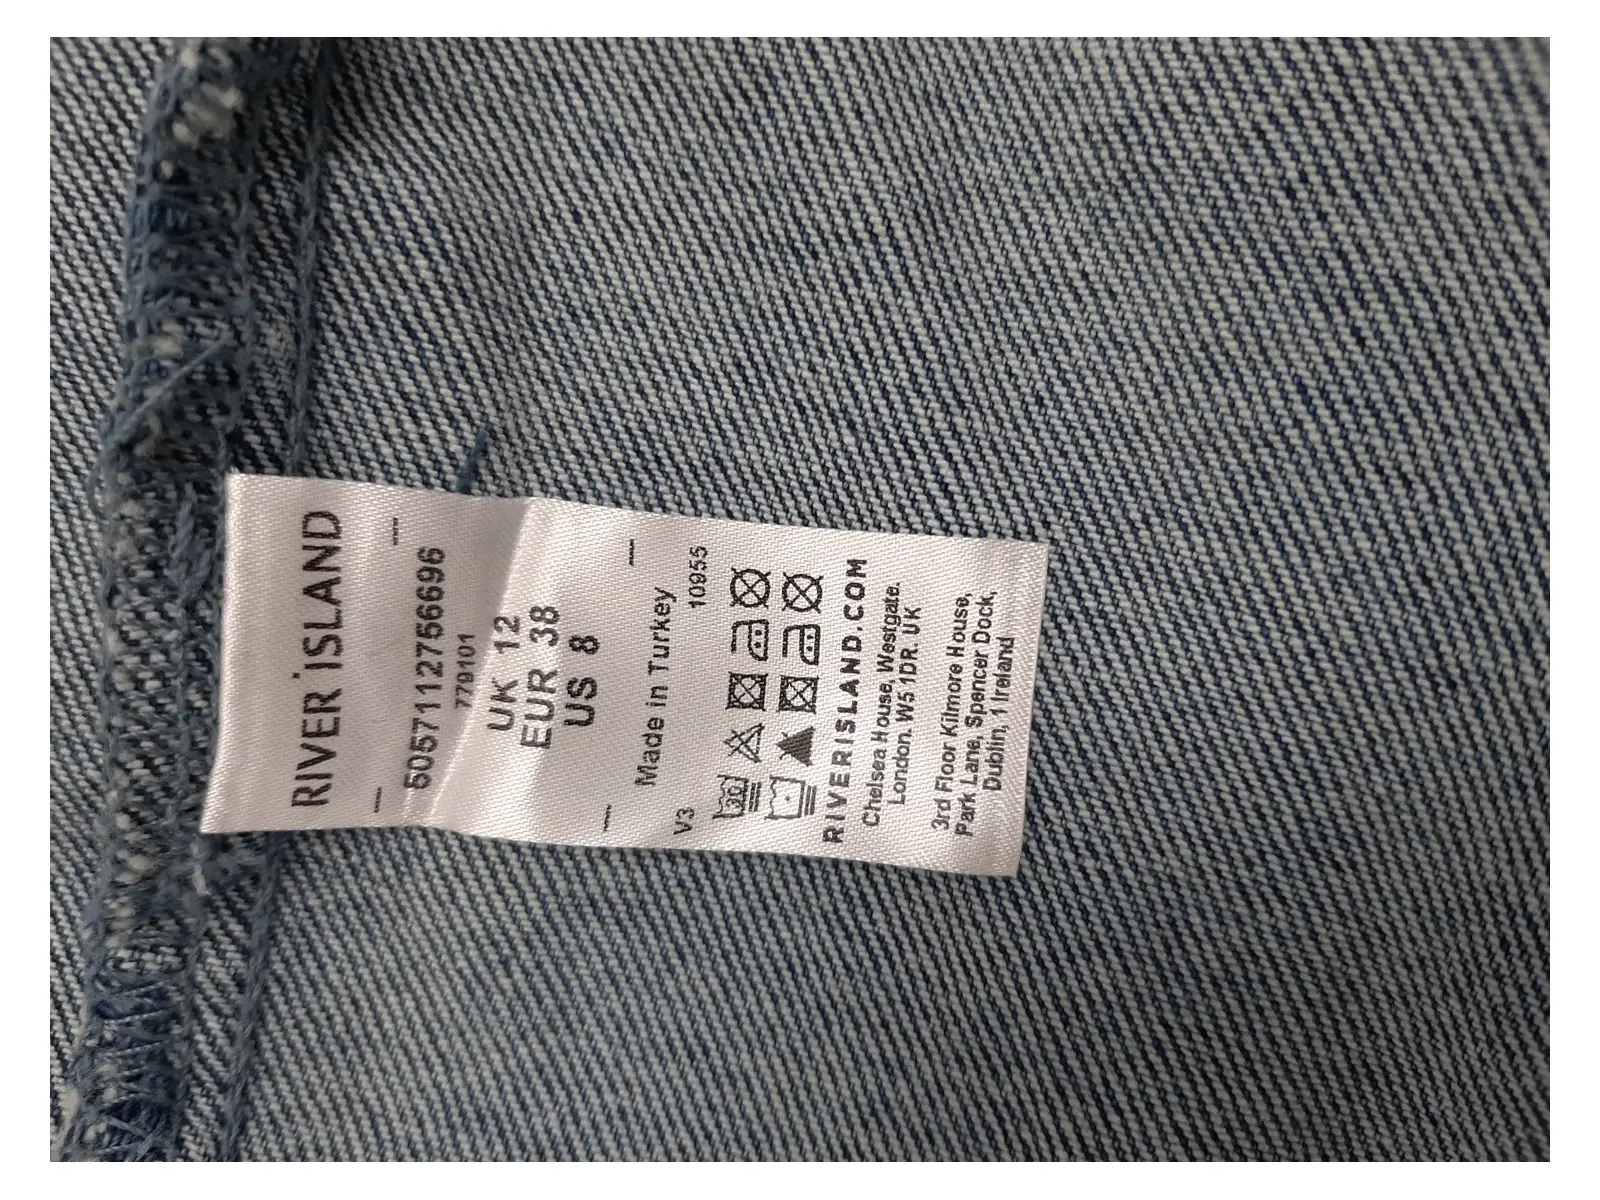 RIVER ISLAND
5057112756696
779101
UK 12
EUR 38
US 8
Made in Turkey
V3 10955
30
RIVERISLAND.COM
Chelsea House, Westgate.
London. W5 1DR. UK
3rd Floor Kilmore House,
Park Lane, Spencer Dock,
Dublin, 1 Ireland